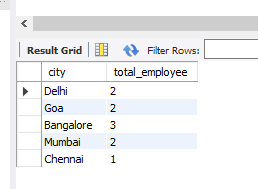 Result Grid Filter Rows:
city total_employee
Delhi 2
Goa 2
Bangalore 3
Mumbai 2
Chennai 1